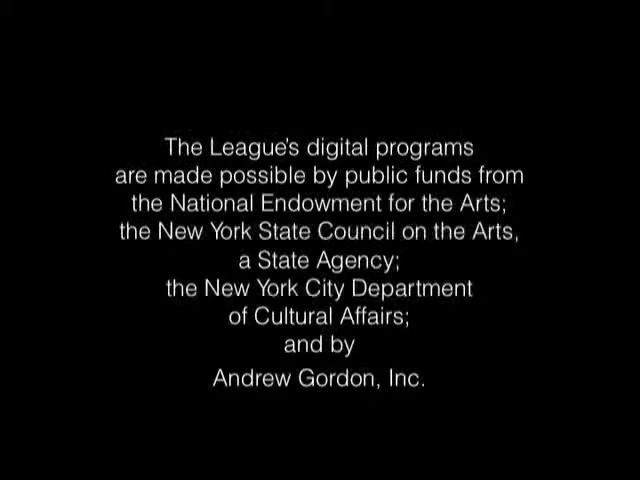 The League's digital programs
are made possible by public funds from
the National Endowment for the Arts;
the New York State Council on the Arts,
a State Agency;
the New York City Department
of Cultural Affairs;
and by
Andrew Gordon, Inc.